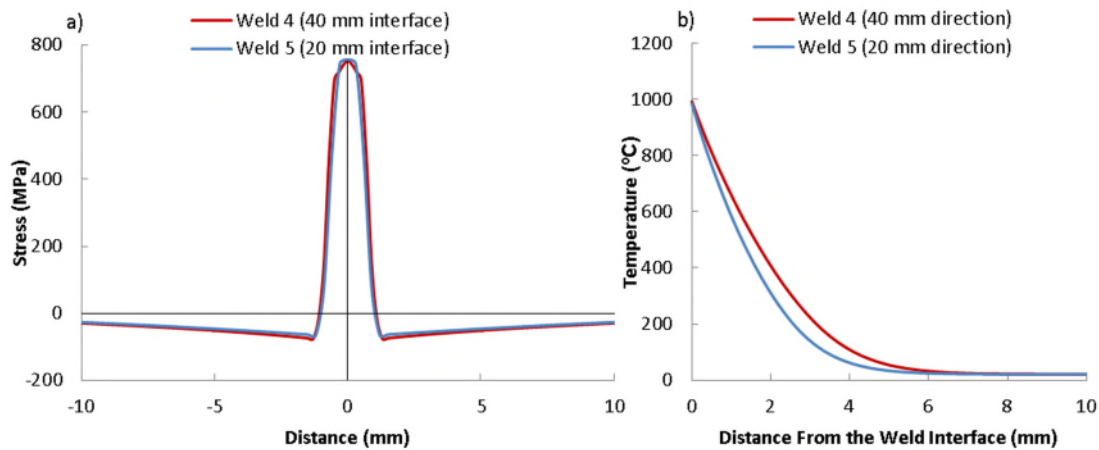 a)
Weld 4 (40 mm interface)
Weld 5 (20 mm interface)
800
600
400
200
0
-200
Stress (MPa)
-10
-5
0
5
10
Distance (mm)
b)
Weld 4 (40 mm direction)
Weld 5 (20 mm direction)
1200
1000
800
600
400
200
0
Temperature (°C)
0
2
4
6
8
10
Distance From the Weld Interface (mm)